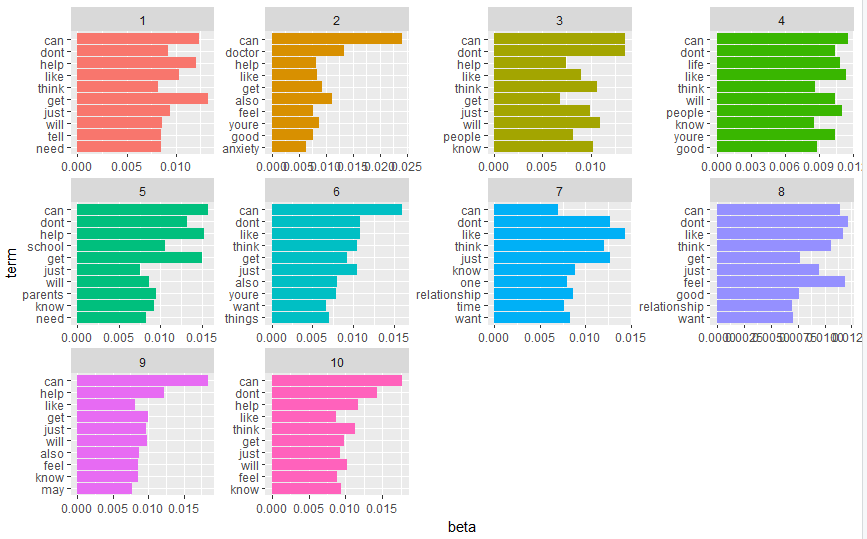 1
2
3
4
can
dont
help
like
think
get
just
will
tell
need
0.000
0.005
0.010
can
doctor
help
like
get
also
feel
youre
good
anxiety
0.000
0.005
0.010
0.015
0.020
0.025
can
dont
help
like
think
get
just
will
people
know
0.000
0.005
0.010
can
dont
life
like
think
will
people
know
youre
good
0.000
0.003
0.006
0.009
5
6
7
8
can
dont
help
school
get
just
will
parents
know
need
0.000
0.005
0.010
0.015
can
dont
like
think
get
just
also
youre
want
things
0.000
0.005
0.010
0.015
can
dont
like
think
just
know
one
relationship
time
want
0.000
0.005
0.010
0.015
can
dont
like
think
get
just
feel
good
relationship
want
9
10
can
help
like
get
just
will
also
feel
know
may
0.000
0.005
0.010
0.015
can
dont
help
like
think
get
just
will
feel
know
0.000
0.005
0.010
0.015
term
beta